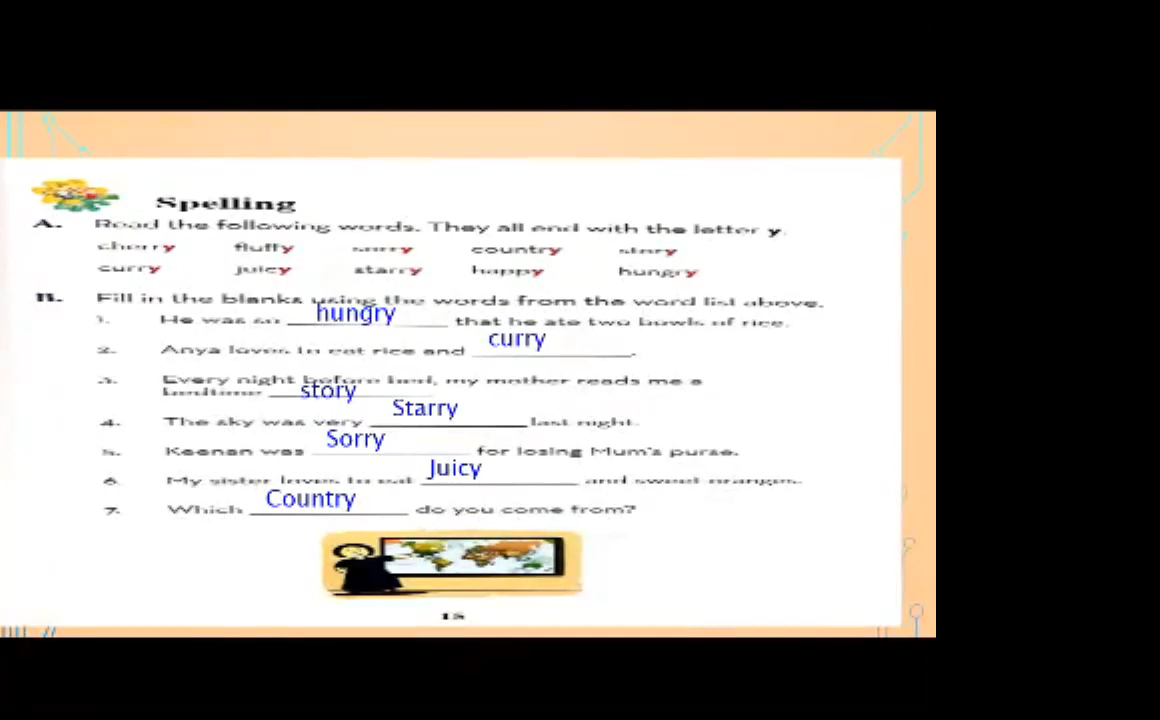 Spelling
A. Read the following words. They all end with the letter y.
cherry fluffy sorry country story
curry juicy starry happy hungry
B. Fill in the blanks using the words from the word list above.
1. He was so hungry that he ate two bowls of rice.
2. Anya loves to eat rice and curry.
3. Every night before bed, my mother reads me a
bedtime story
4. The sky was very Starry last night.
5. Keenan was Sorry for losing Mum's purse.
6. My sister loves to eat Juicy and sweet oranges.
7. Which Country do you come from?
15